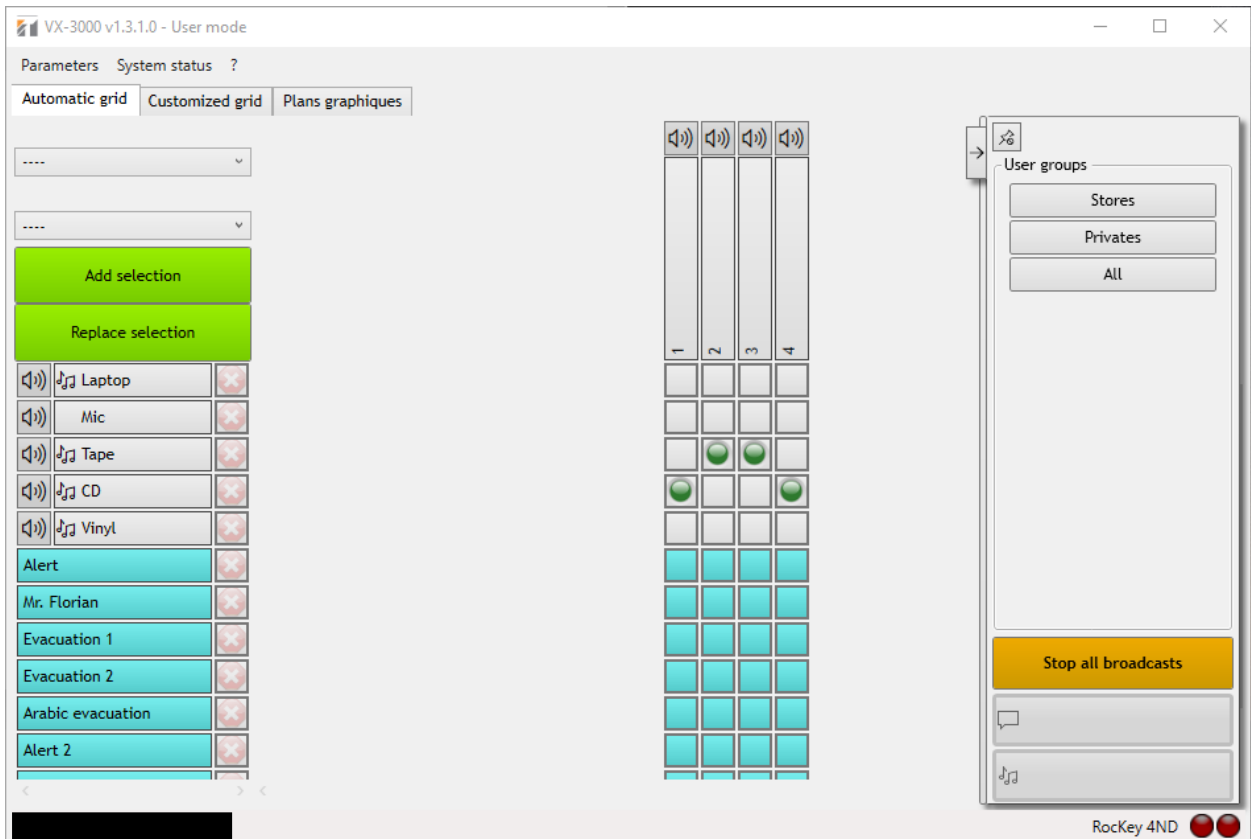 VX-3000 v1.3.1.0 - User mode
Parameters System status ?
Automatic grid Customized grid Plans graphiques
----
----
Add selection
Replace selection
1 2 3 4
Laptop
Mic
Tape
CD
Vinyl
Alert
Mr. Florian
Evacuation 1
Evacuation 2
Arabic evacuation
Alert 2
User groups
Stores
Privates
All
Stop all broadcasts
RocKey 4ND